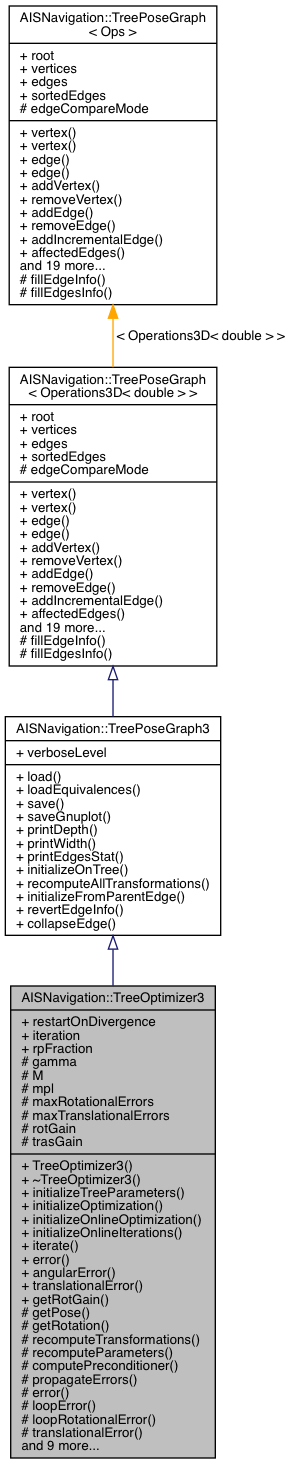 AISNavigation::TreePoseGraph
< Ops >
+ root
+ vertices
+ edges
+ sortedEdges
# edgeCompareMode
+ vertex()
+ vertex()
+ edge()
+ edge()
+ addVertex()
+ removeVertex()
+ addEdge()
+ removeEdge()
+ addIncrementalEdge()
+ affectedEdges()
and 19 more...
# fillEdgeInfo()
# fillEdgesInfo()
< Operations3D< double > >
AISNavigation::TreePoseGraph
< Operations3D< double > >
+ root
+ vertices
+ edges
+ sortedEdges
# edgeCompareMode
+ vertex()
+ vertex()
+ edge()
+ edge()
+ addVertex()
+ removeVertex()
+ addEdge()
+ removeEdge()
+ addIncrementalEdge()
+ affectedEdges()
and 19 more...
# fillEdgeInfo()
# fillEdgesInfo()
AISNavigation::TreePoseGraph3
+ verboseLevel
+ load()
+ loadEquivalences()
+ save()
+ saveGnuplot()
+ printDepth()
+ printWidth()
+ printEdgesStat()
+ initializeOnTree()
+ recomputeAllTransformations()
+ initializeFromParentEdge()
+ revertEdgeInfo()
+ collapseEdge()
AISNavigation::TreeOptimizer3
+ restartOnDivergence
+ iteration
+ rpFraction
# gamma
# M
# mpl
# maxRotationalErrors
# maxTranslationalErrors
# rotGain
# trasGain
+ TreeOptimizer3()
+ ~TreeOptimizer3()
+ initializeTreeParameters()
+ initializeOptimization()
+ initializeOnlineOptimization()
+ initializeOnlineIterations()
+ iterate()
+ error()
+ angularError()
+ translationalError()
+ getRotGain()
# getPose()
# getRotation()
# recomputeTransformations()
# recomputeParameters()
# computePreconditioner()
# propagateErrors()
# error()
# loopError()
# loopRotationalError()
# translationalError()
and 9 more...